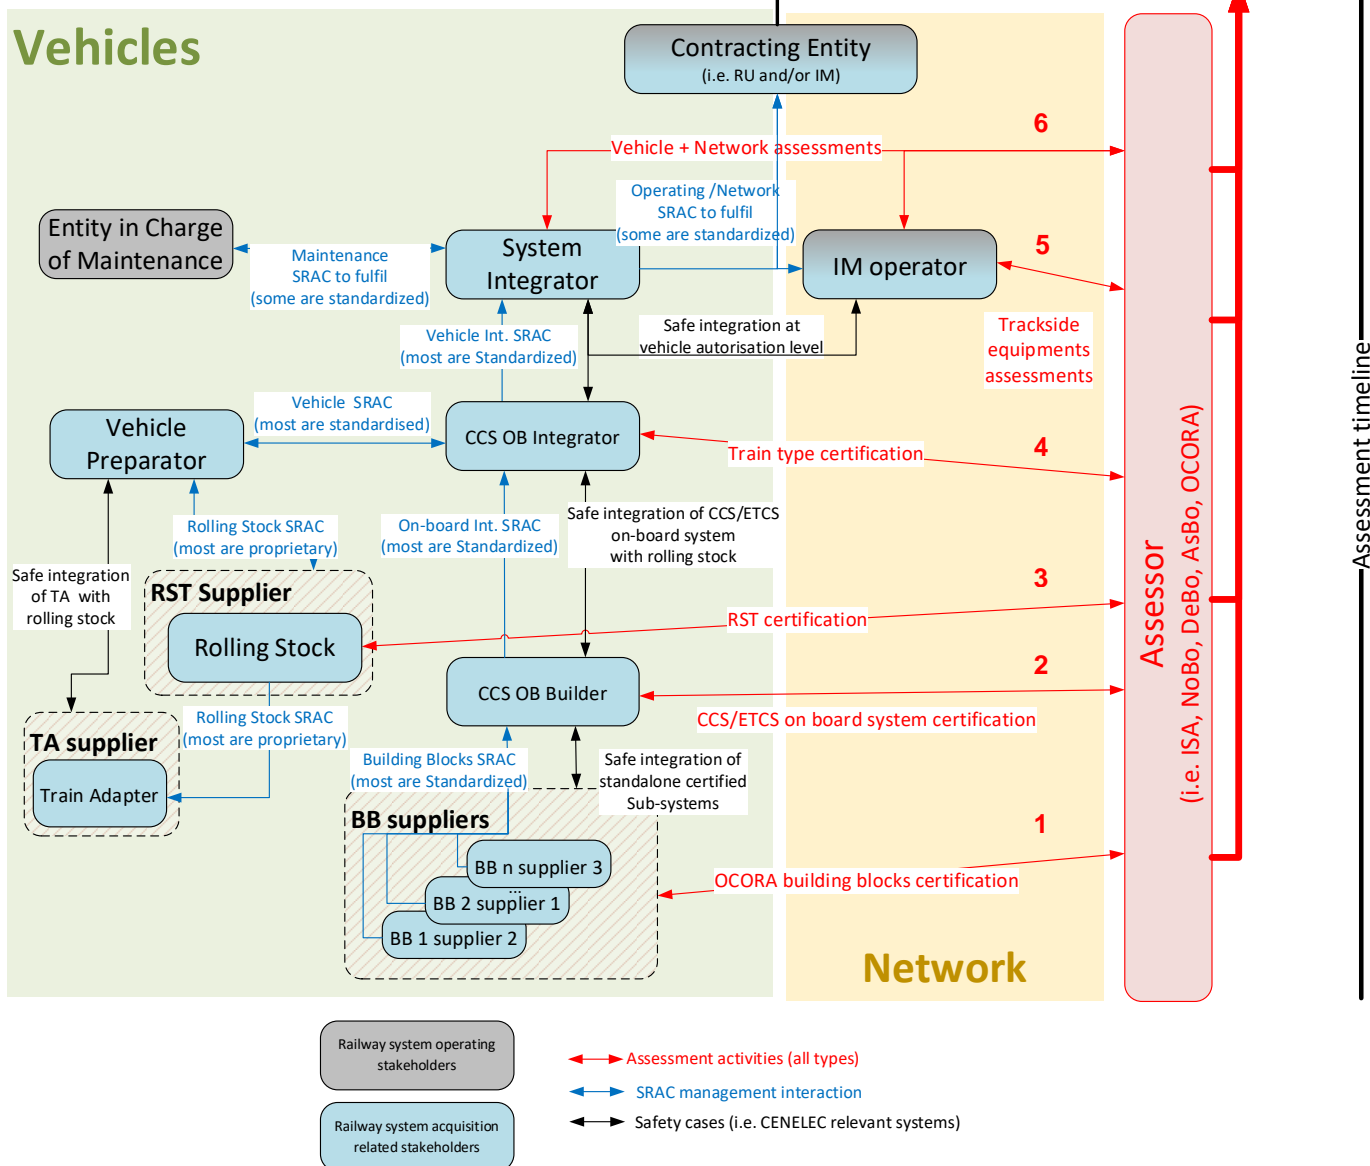 Vehicles
Contracting Entity
(i.e. RU and/or IM)
6
Vehicle + Network assessments
Operating /Network
SRAC to fulfil
(some are standardized)
Entity in Charge
of Maintenance
Maintenance
SRAC to fulfil
(some are standardized)
System
Integrator
IM operator
5
Trackside
equipments
assessments
Vehicle Int. SRAC
(most are Standardized)
Safe integration at
vehicle autorisation level
Vehicle SRAC
(most are standardised)
Vehicle
Preparator
CCS OB Integrator
Train type certification
4
Rolling Stock SRAC
(most are proprietary)
On-board Int. SRAC
(most are Standardized)
Safe integration of CCS/ETCS
on-board system
with rolling stock
Safe integration
of TA with
rolling stock
RST Supplier
Rolling Stock
RST certification
3
CCS OB Builder
2
CCS/ETCS on board system certification
Rolling Stock SRAC
(most are proprietary)
TA supplier
Train Adapter
Building Blocks SRAC
(most are Standardized)
Safe integration of
standalone certified
Sub-systems
BB suppliers
BB n supplier 3
...
BB 2 supplier 1
BB 1 supplier 2
1
OCORA building blocks certification
Network
Assessor
(i.e. ISA, NoBo, DeBo, AsBo, OCORA)
Assessment timeline
Railway system operating
stakeholders
Railway system acquisition
related stakeholders
Assessment activities (all types)
SRAC management interaction
Safety cases (i.e. CENELEC relevant systems)